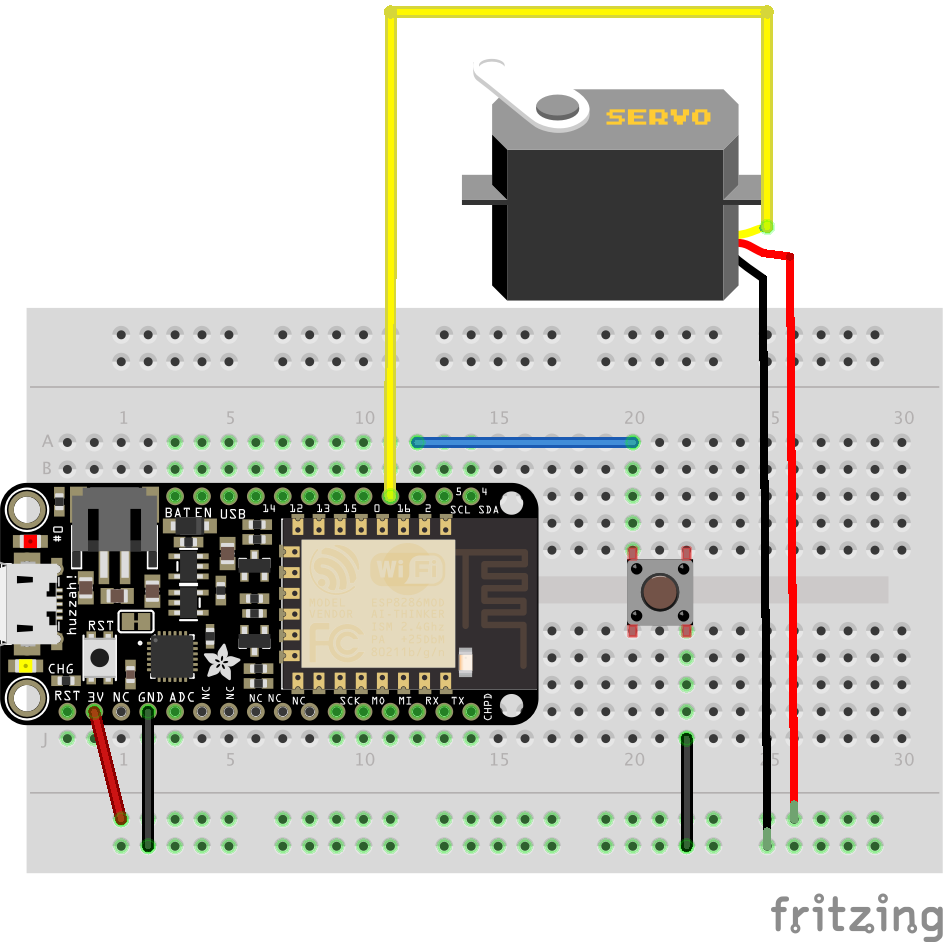 SERVO
1 5 10 15 20 25 30
A
B
BAT EN USB 14 12 13 15 0 16 2 5 4
SCL SDA
#0
WiFi
huzzah!
FC
RST
CHG
RST 3V NC GND ADC NC NC NC NC NC SCK MO MI RX TX CHPD
J
1 5 10 15 20 25 30
fritzing